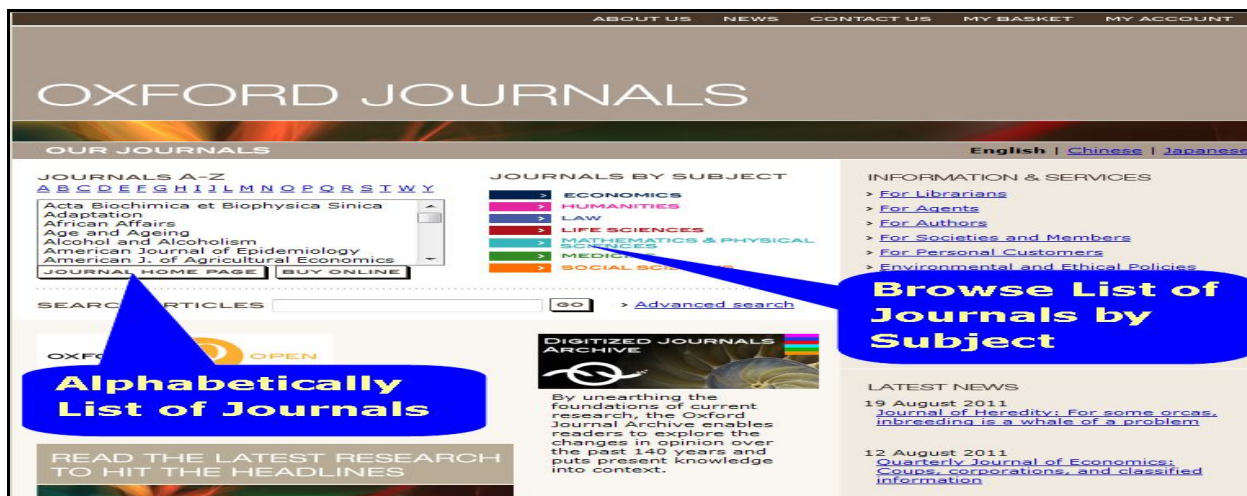 ABOUT US NEWS CONTACT US MY BASKET MY ACCOUNT
OXFORD JOURNALS
OUR JOURNALS
English | Chinese | Japanese
JOURNALS A-Z
A B C D E F G H I J L M N O P Q R S T W Y
Acta Biochimica et Biophysica Sinica
Adaptation
African Affairs
Age and Ageing
Alcohol and Alcoholism
American Journal of Epidemiology
American J. of Agricultural Economics
JOURNAL HOME PAGE BUY ONLINE
JOURNALS BY SUBJECT
> ECONOMICS
> HUMANITIES
> LAW
> LIFE SCIENCES
> MATHEMATICS & PHYSICAL
SCIENCES
> MEDICINE
> SOCIAL SCIENCES
INFORMATION & SERVICES
> For Librarians
> For Agents
> For Authors
> For Societies and Members
> For Personal Customers
> Environmental and Ethical Policies
Browse List of
Journals by
Subject
GO > Advanced search
OPEN
Alphabetically
List of Journals
READ THE LATEST RESEARCH
TO HIT THE HEADLINES
DIGITIZED JOURNALS
ARCHIVE
By unearthing the
foundations of current
research, the Oxford
Journal Archive enables
readers to explore the
changes in opinion over
the past 140 years and
puts present knowledge
into context.
LATEST NEWS
19 August 2011
Journal of Heredity: For some orcas,
inbreeding is a whale of a problem
12 August 2011
Quarterly Journal of Economics:
Coups, corporations, and classified
information